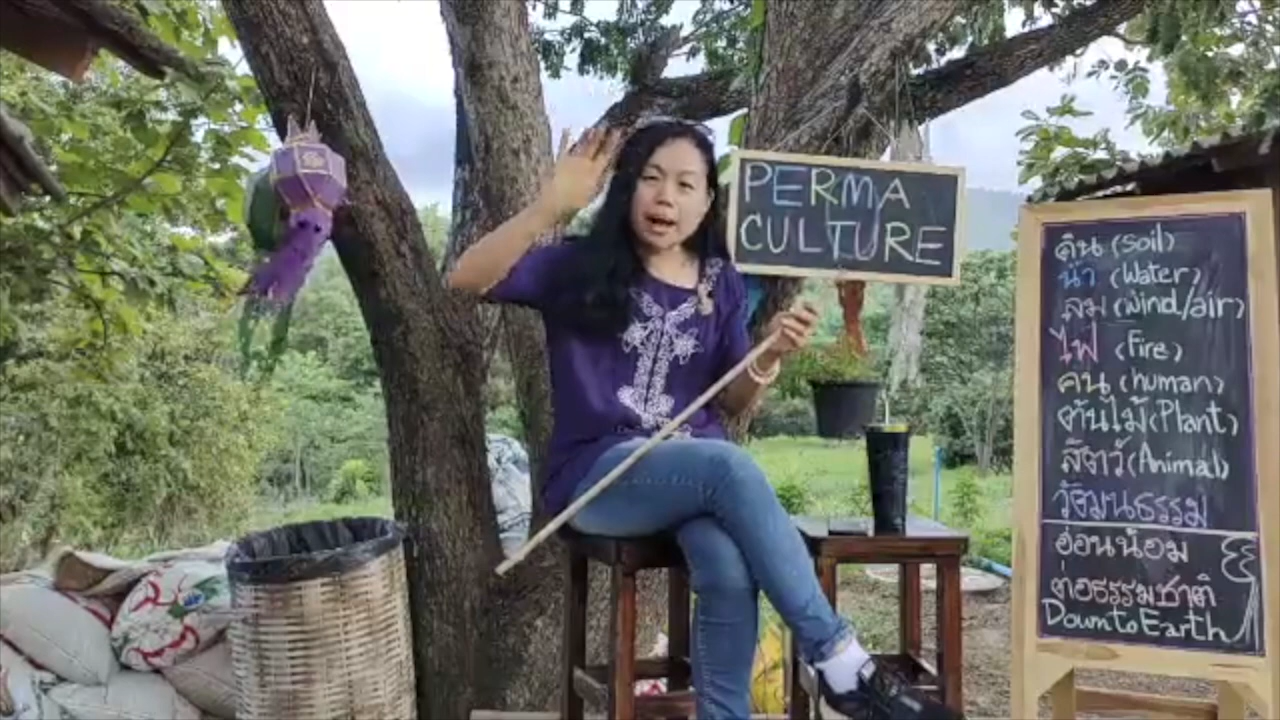 PERMA
CULTURE
ดิน (Soil)
น้ำ (Water)
ลม (wind/air)
ไฟ (Fire)
คน (human)
ต้นไม้ (Plant)
สัตว์ (Animal)
วัฒนธรรม
อ่อนน้อม
ต่อธรรมชาติ
Down to Earth